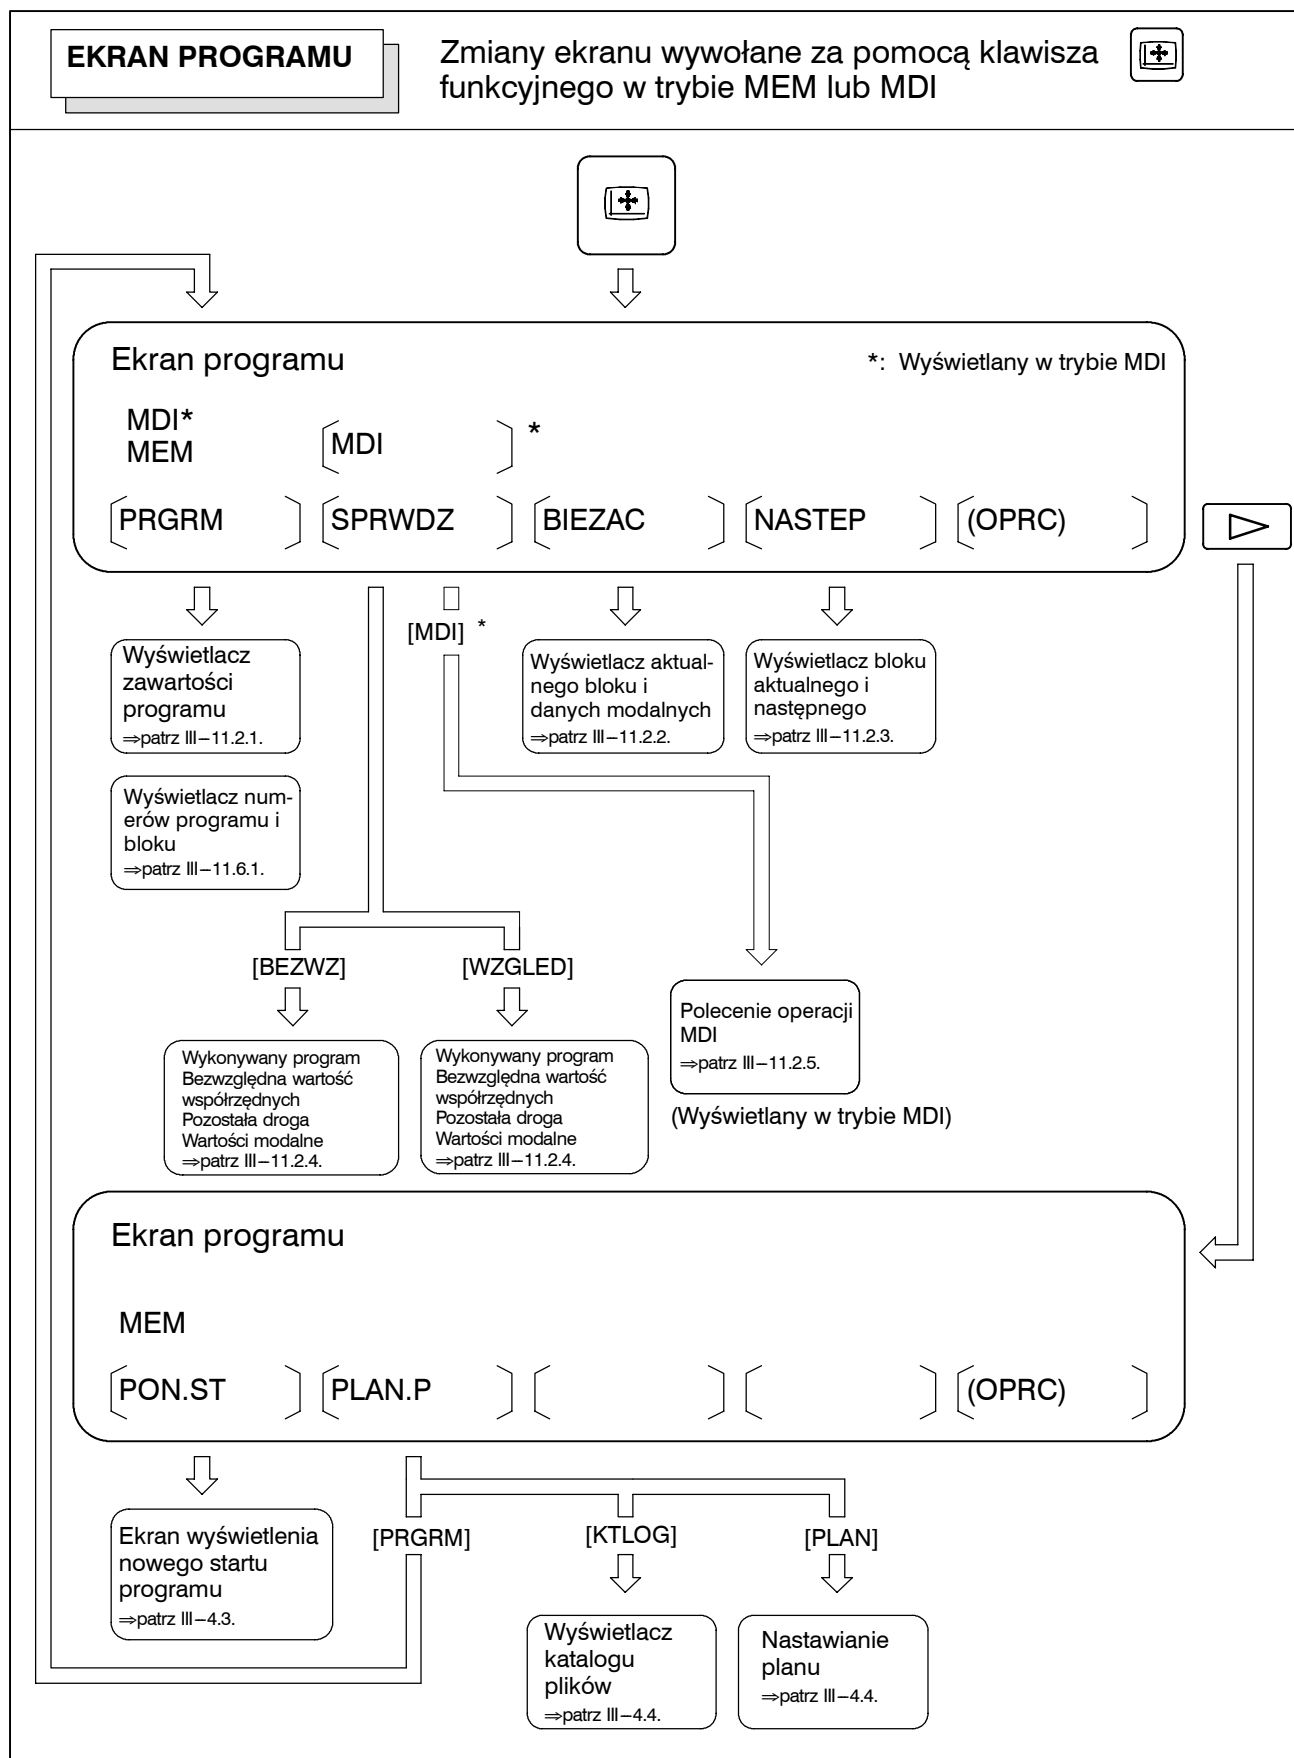 EKRAN PROGRAMU
Zmiany ekranu wywołane za pomocą klawisza
funkcyjnego w trybie MEM lub MDI
Ekran programu
*: Wyświetlany w trybie MDI
MDI*
MEM
[MDI] *
[PRGRM] [SPRWDZ] [BIEZAC] [NASTEP] [(OPRC)]
[MDI] *
Wyświetlacz
zawartości
programu
⇒patrz III–11.2.1.
Wyświetlacz aktual-
nego bloku i
danych modalnych
⇒patrz III–11.2.2.
Wyświetlacz bloku
aktualnego i
następnego
⇒patrz III–11.2.3.
Wyświetlacz num-
erów programu i
bloku
⇒patrz III–11.6.1.
[BEZWZ] [WZGLED]
Wykonywany program
Bezwzględna wartość
współrzędnych
Pozostała droga
Wartości modalne
⇒patrz III–11.2.4.
Wykonywany program
Bezwzględna wartość
współrzędnych
Pozostała droga
Wartości modalne
⇒patrz III–11.2.4.
Polecenie operacji
MDI
⇒patrz III–11.2.5.
(Wyświetlany w trybie MDI)
Ekran programu
MEM
[PON.ST] [PLAN.P] [ ] [ ] [(OPRC)]
[PRGRM] [KTLOG] [PLAN]
Ekran wyświetlenia
nowego startu
programu
⇒patrz III–4.3.
Wyświetlacz
katalogu
plików
⇒patrz III–4.4.
Nastawianie
planu
⇒patrz III–4.4.